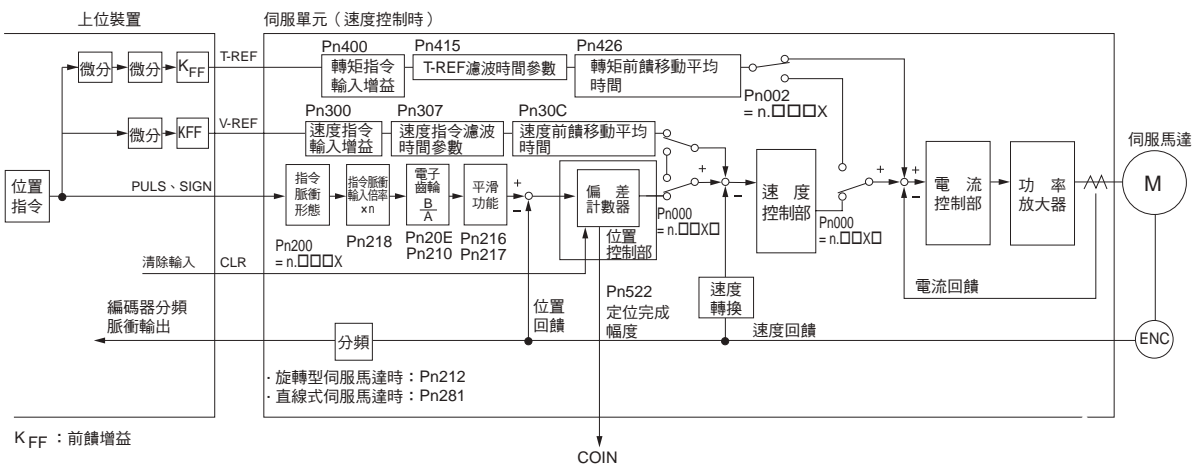 上位裝置
伺服單元（速度控制時）
Pn400
Pn415
Pn426
T-REF
微分
微分
KFF
轉矩指令
輸入增益
T-REF濾波時間參數
轉矩前饋移動平均
時間
Pn002
= n.□□□X
Pn300
Pn307
Pn30C
V-REF
微分
KFF
速度指令
輸入增益
速度指令濾波
時間參數
速度前饋移動平均
時間
伺服馬達
位置
指令
PULS、SIGN
指令
脈衝
形態
指令脈衝
輸入倍率
×n
電子
齒輪
B
A
平滑
功能
+
−
偏差
計數器
位置
控制部
+
−
速度
控制部
+
+
−
電流
控制部
功率
放大器
M
Pn200
= n.□□□X
Pn218
Pn20E
Pn210
Pn216
Pn217
Pn000
= n.□□X□
Pn000
= n.□□X□
清除輸入
CLR
電流回饋
編碼器分頻
脈衝輸出
位置
回饋
Pn522
定位完成
幅度
速度
轉換
速度回饋
分頻
ENC
· 旋轉型伺服馬達時：Pn212
· 直線式伺服馬達時：Pn281
KFF：前饋增益
COIN